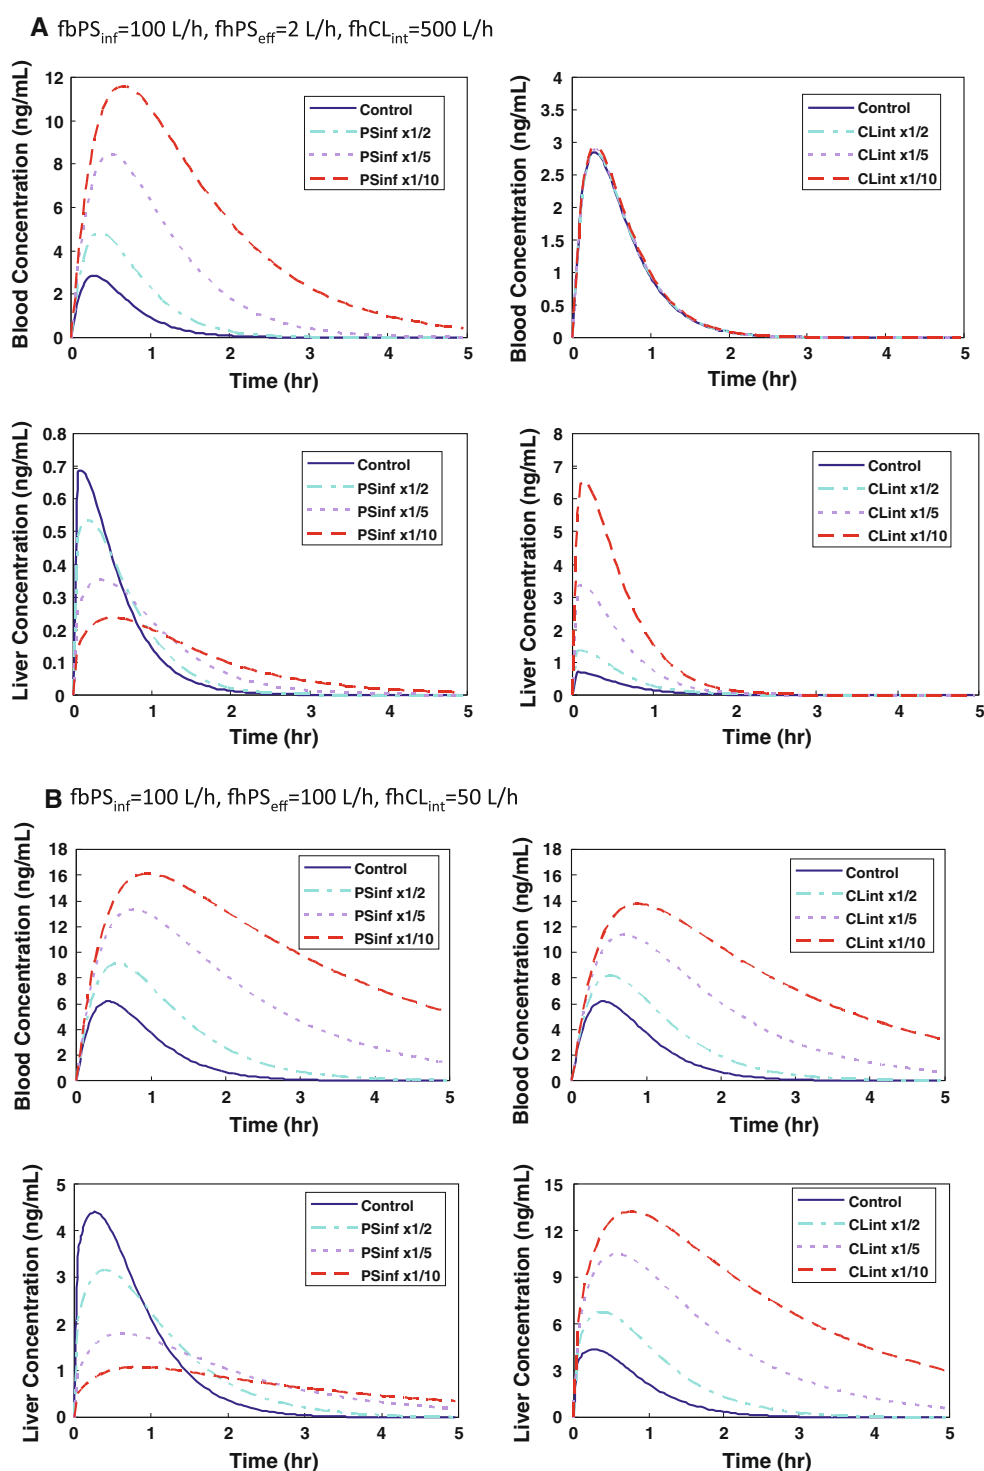 A fbPSinf=100 L/h, fhPSeff=2 L/h, fhCLint=500 L/h
Blood Concentration (ng/mL)
12
10
8
6
4
2
0
0 1 2 3 4 5
Time (hr)
Control
PSinf x1/2
PSinf x1/5
PSinf x1/10
Blood Concentration (ng/mL)
4
3.5
3
2.5
2
1.5
1
0.5
0
0 1 2 3 4 5
Time (hr)
Control
CLint x1/2
CLint x1/5
CLint x1/10
Liver Concentration (ng/mL)
0.8
0.7
0.6
0.5
0.4
0.3
0.2
0.1
0
0 1 2 3 4 5
Time (hr)
Control
PSinf x1/2
PSinf x1/5
PSinf x1/10
Liver Concentration (ng/mL)
8
7
6
5
4
3
2
1
0
0 1 2 3 4 5
Time (hr)
Control
CLint x1/2
CLint x1/5
CLint x1/10
B fbPSinf=100 L/h, fhPSeff=100 L/h, fhCLint=50 L/h
Blood Concentration (ng/mL)
18
16
14
12
10
8
6
4
2
0
0 1 2 3 4 5
Time (hr)
Control
PSinf x1/2
PSinf x1/5
PSinf x1/10
Blood Concentration (ng/mL)
18
16
14
12
10
8
6
4
2
0
0 1 2 3 4 5
Time (hr)
Control
CLint x1/2
CLint x1/5
CLint x1/10
Liver Concentration (ng/mL)
5
4
3
2
1
0
0 1 2 3 4 5
Time (hr)
Control
PSinf x1/2
PSinf x1/5
PSinf x1/10
Liver Concentration (ng/mL)
15
12
9
6
3
0
0 1 2 3 4 5
Time (hr)
Control
CLint x1/2
CLint x1/5
CLint x1/10